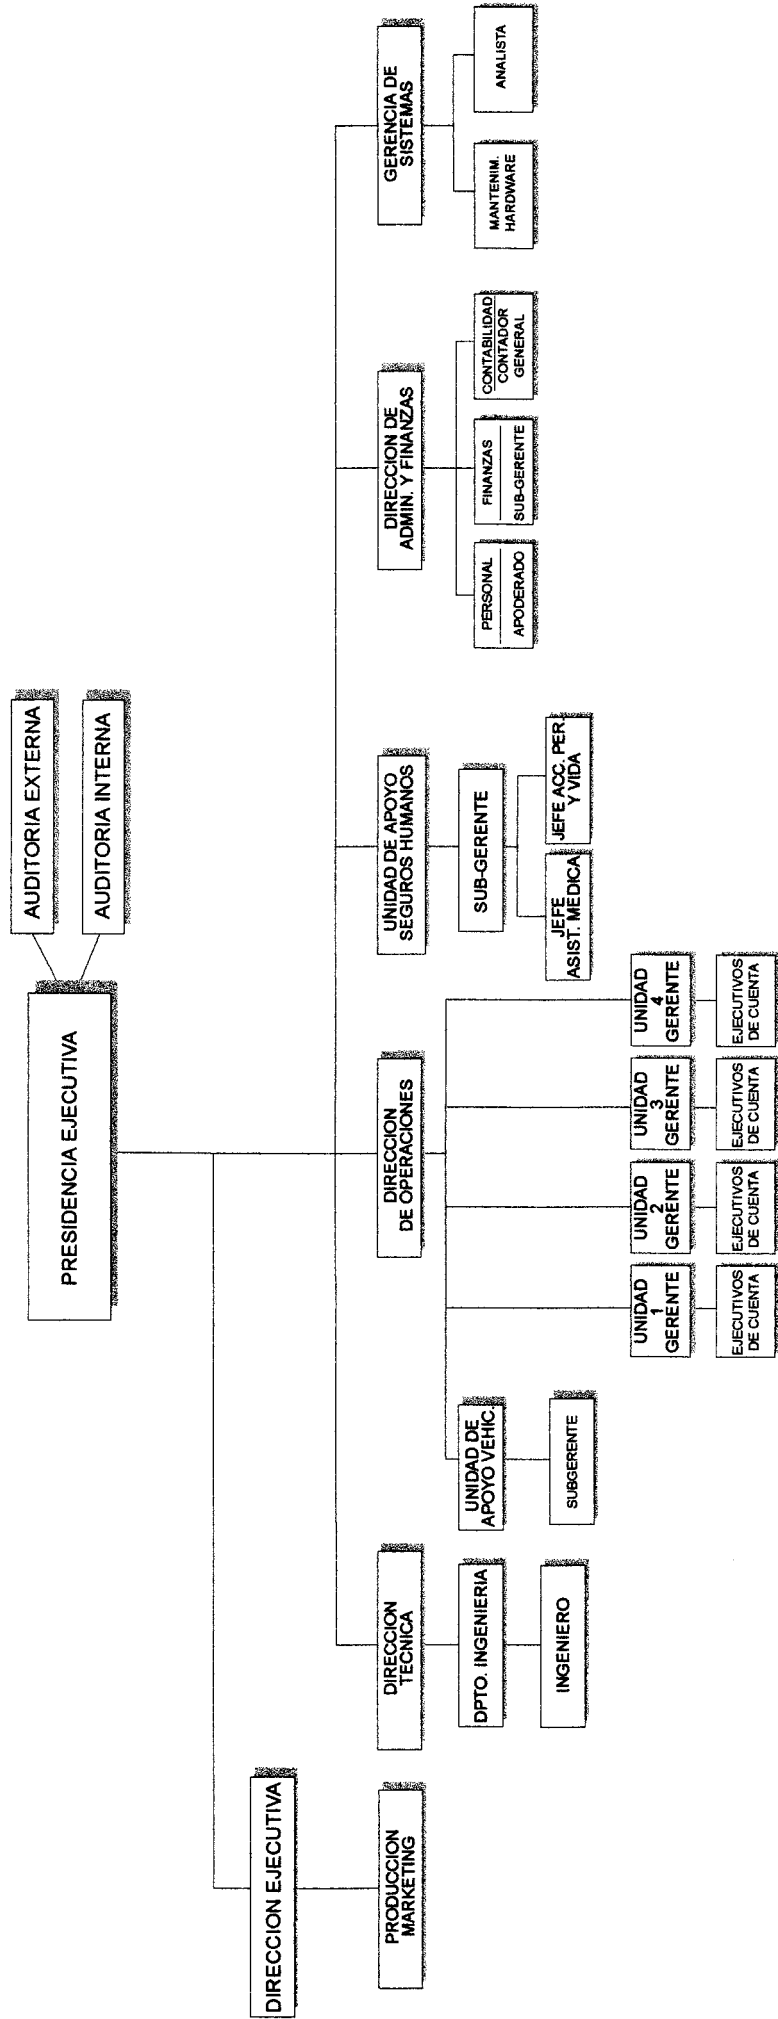 AUDITORIA EXTERNA
AUDITORIA INTERNA
PRESIDENCIA EJECUTIVA
DIRECCION EJECUTIVA
PRODUCCION
MARKETING
DIRECCION
TECNICA
DPTO. INGENIERIA
INGENIERO
DIRECCION
DE OPERACIONES
UNIDAD DE
APOYO VEHIC.
SUBGERENTE
UNIDAD
1
GERENTE
EJECUTIVOS
DE CUENTA
UNIDAD
2
GERENTE
EJECUTIVOS
DE CUENTA
UNIDAD
3
GERENTE
EJECUTIVOS
DE CUENTA
UNIDAD
4
GERENTE
EJECUTIVOS
DE CUENTA
UNIDAD DE APOYO
SEGUROS HUMANOS
SUB-GERENTE
JEFE
ASIST. MEDICA
JEFE ACC. PER.
Y VIDA
DIRECCION DE
ADMIN. Y FINANZAS
PERSONAL
APODERADO
FINANZAS
SUB-GERENTE
CONTABILIDAD
CONTADOR
GENERAL
GERENCIA DE
SISTEMAS
MANTENIM.
HARDWARE
ANALISTA